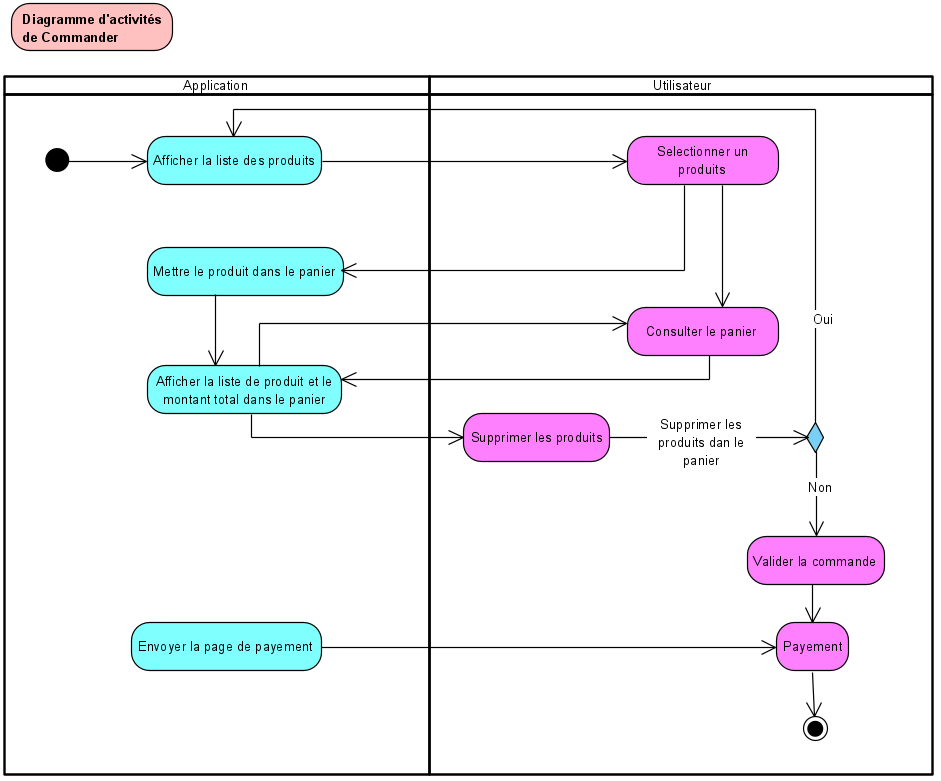 Diagramme d'activités
de Commander
Application
Utilisateur
Afficher la liste des produits
Selectionner un
produits
Mettre le produit dans le panier
Consulter le panier
Oui
Afficher la liste de produit et le
montant total dans le panier
Supprimer les produits
Supprimer les
produits dan le
panier
Non
Valider la commande
Envoyer la page de payement
Payement